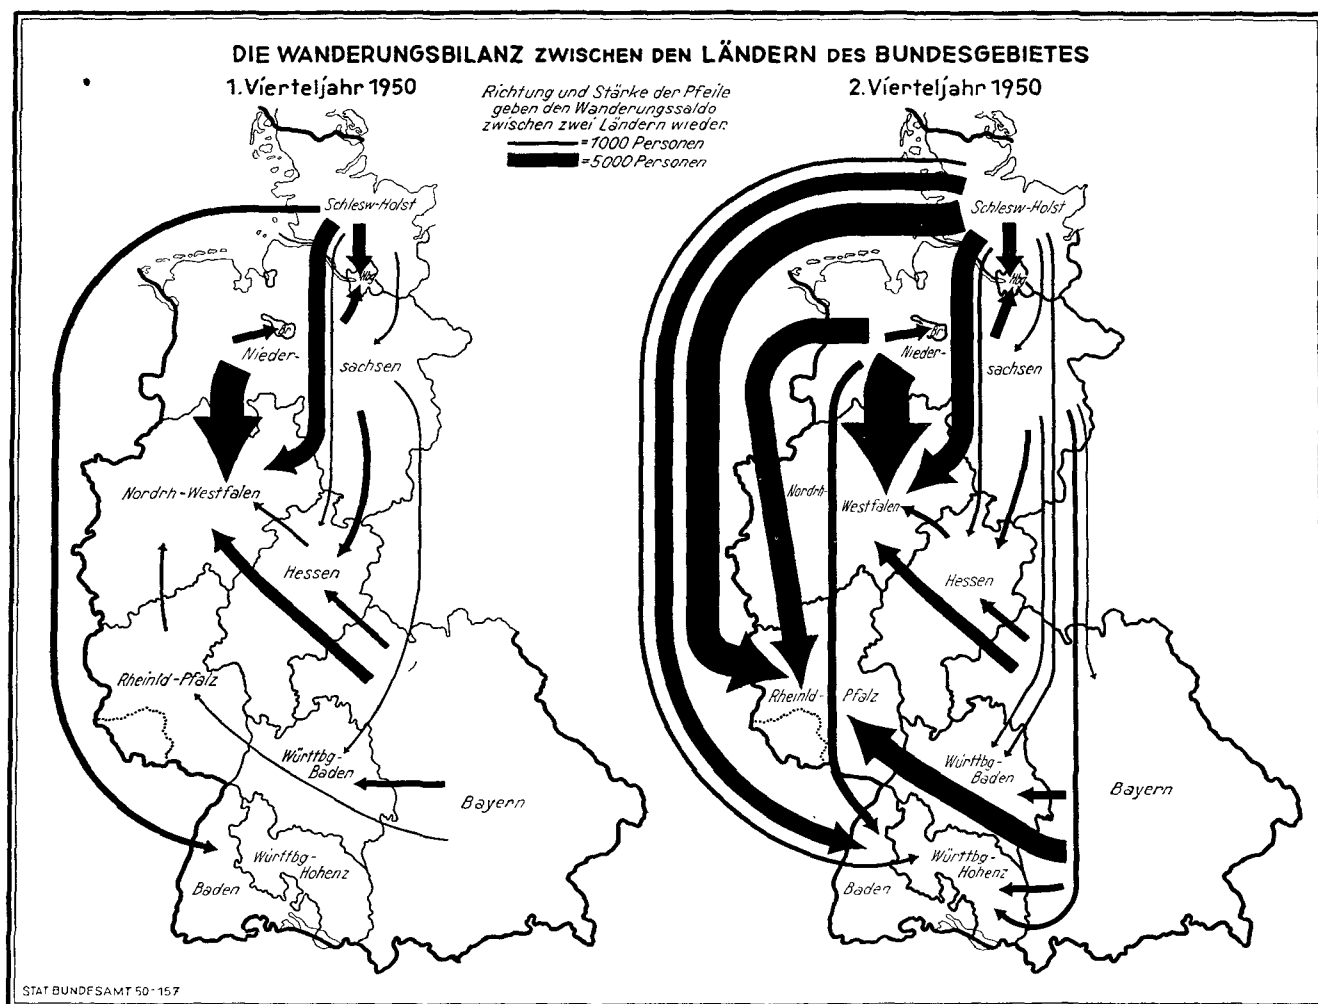 DIE WANDERUNGSBILANZ ZWISCHEN DEN LÄNDERN DES BUNDESGEBIETES
1. Vierteljahr 1950
Richtung und Stärke der Pfeile
geben den Wanderungssaldo
zwischen zwei Ländern wieder.
= 1000 Personen
= 5000 Personen
2. Vierteljahr 1950
Schlesw-Holst
Hbg
Br
Nieder-
sachsen
Nordrh-Westfalen
Hessen
Rheinld-Pfalz
Württbg-
Baden
Bayern
Württbg-
Hohenz
Baden
Schlesw-Holst
Hbg
Br
Nieder-
sachsen
Nordrh-
Westfalen
Hessen
Rheinld-
Pfalz
Württbg-
Baden
Bayern
Württbg-
Hohenz
Baden
STAT BUNDESAMT 50-157